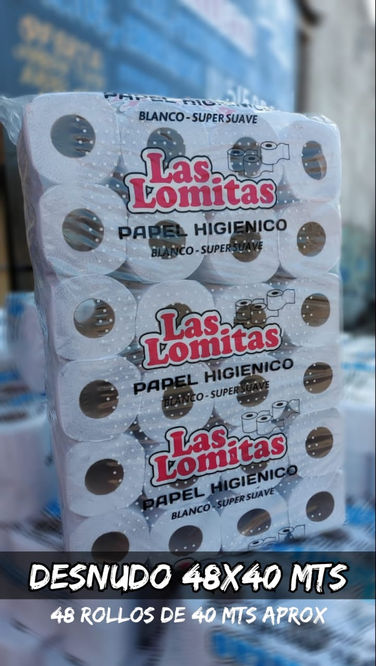 PAPEL HIGIENICO
BLANCO - SUPER SUAVE
Las
Lomitas
PAPEL HIGIENICO
BLANCO - SUPER SUAVE
Las
Lomitas
PAPEL HIGIENICO
BLANCO - SUPER SUAVE
Las
Lomitas
PAPEL HIGIENICO
BLANCO - SUPER SUAVE
DESNUDO 48X40 MTS
48 ROLLOS DE 40 MTS APROX